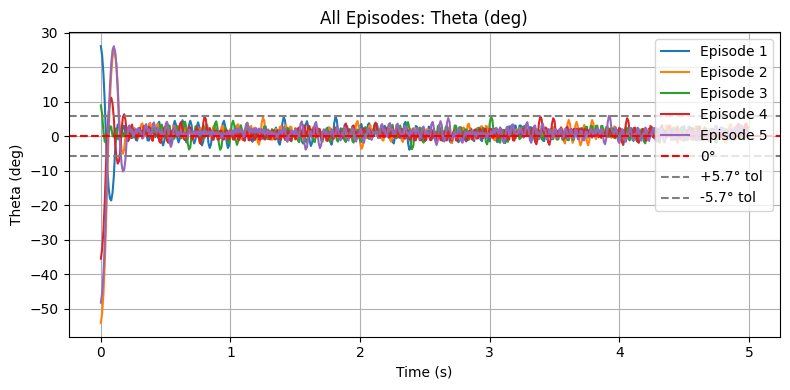 All Episodes: Theta (deg)
Theta (deg)
30
20
10
0
−10
−20
−30
−40
−50
0
1
2
3
4
5
Time (s)
Episode 1
Episode 2
Episode 3
Episode 4
Episode 5
0°
+5.7° tol
-5.7° tol